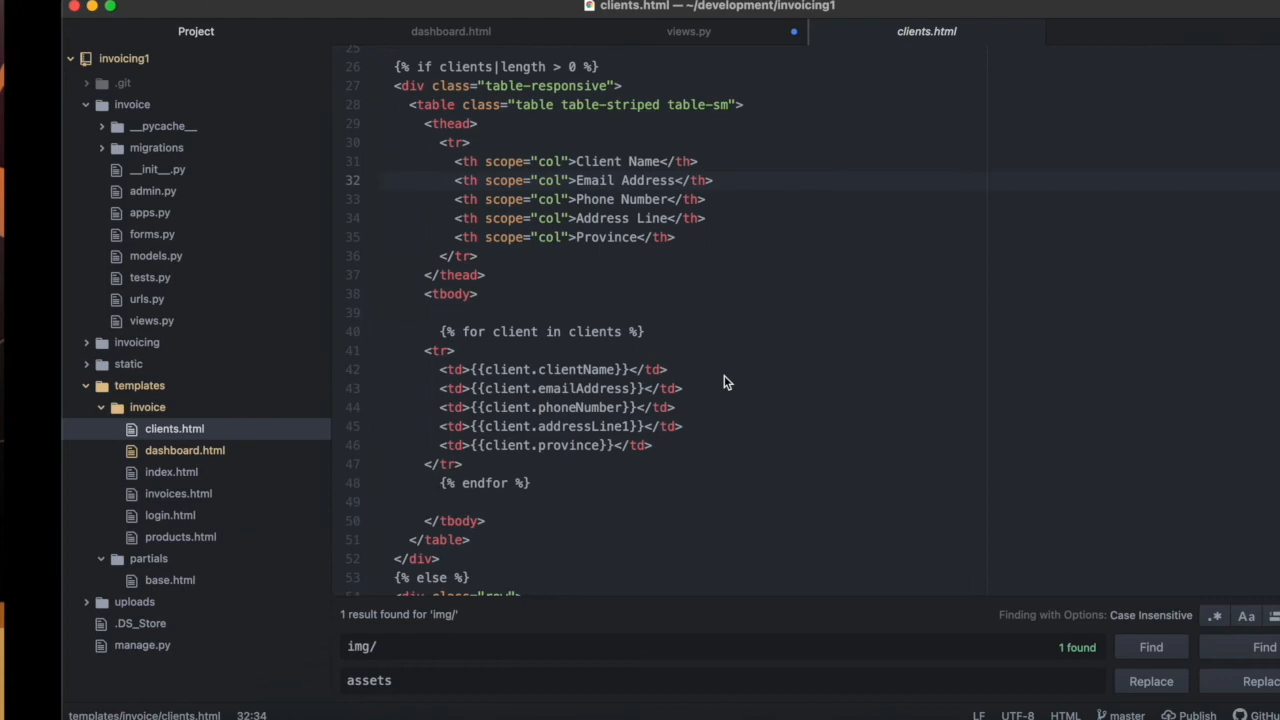 clients.html — ~/development/invoicing1
Project
dashboard.html
views.py
clients.html
invoicing1
.git
invoice
__pycache__
migrations
__init__.py
admin.py
apps.py
forms.py
models.py
tests.py
urls.py
views.py
invoicing
static
templates
invoice
clients.html
dashboard.html
index.html
invoices.html
login.html
products.html
partials
base.html
uploads
.DS_Store
manage.py
25
26 {% if clients|length > 0 %}
27 <div class="table-responsive">
28 <table class="table table-striped table-sm">
29 <thead>
30 <tr>
31 <th scope="col">Client Name</th>
32 <th scope="col">Email Address</th>
33 <th scope="col">Phone Number</th>
34 <th scope="col">Address Line</th>
35 <th scope="col">Province</th>
36 </tr>
37 </thead>
38 <tbody>
39
40 {% for client in clients %}
41 <tr>
42 <td>{{client.clientName}}</td>
43 <td>{{client.emailAddress}}</td>
44 <td>{{client.phoneNumber}}</td>
45 <td>{{client.addressLine1}}</td>
46 <td>{{client.province}}</td>
47 </tr>
48 {% endfor %}
49
50 </tbody>
51 </table>
52 </div>
53 {% else %}
54 <div class="row">
1 result found for 'img/'
Finding with Options: Case Insensitive
.* Aa
img/
1 found
Find
Find
assets
Replace
Replac
templates/invoice/clients.html 32:34
LF UTF-8 HTML master Publish GitHu